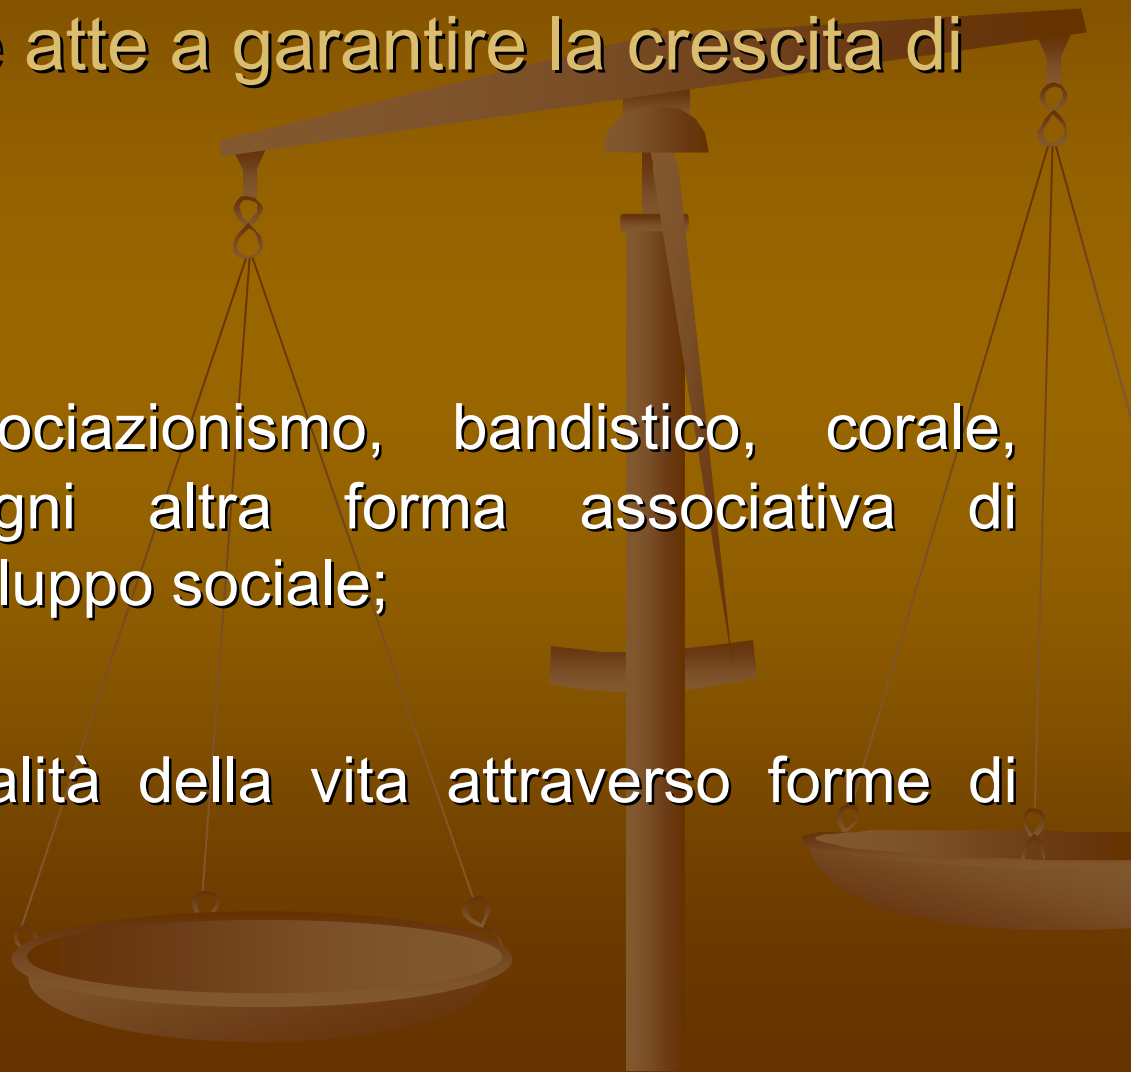 e atte a garantire la crescita di
ociazionismo, bandistico, corale,
gni altra forma associativa di
luppo sociale;
alità della vita attraverso forme di